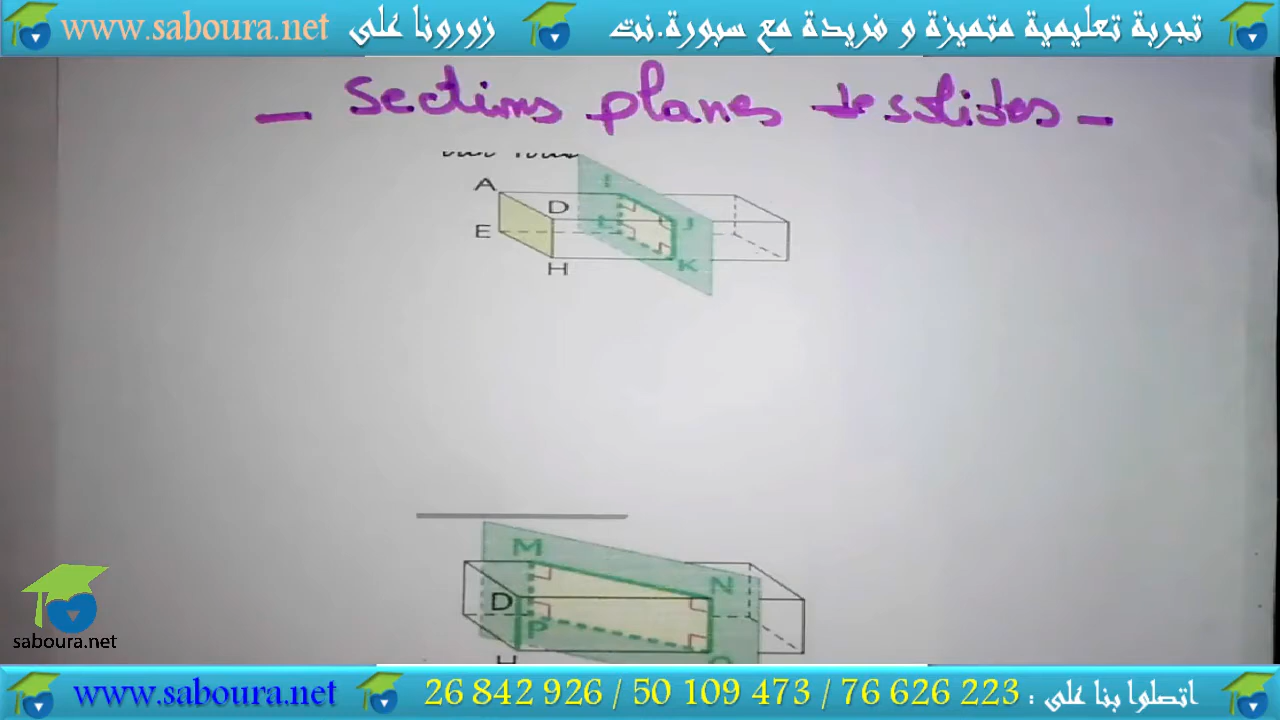 www.saboura.net زورونا على تجربة تعليمية متميزة و فريدة مع سبورة.نت
- Sections planes de solides -
A
I
D
E
L
J
H
K
M
N
D
P
saboura.net
www.saboura.net 26 842 926 / 50 109 473 / 76 626 223 : اتصلوا بنا على